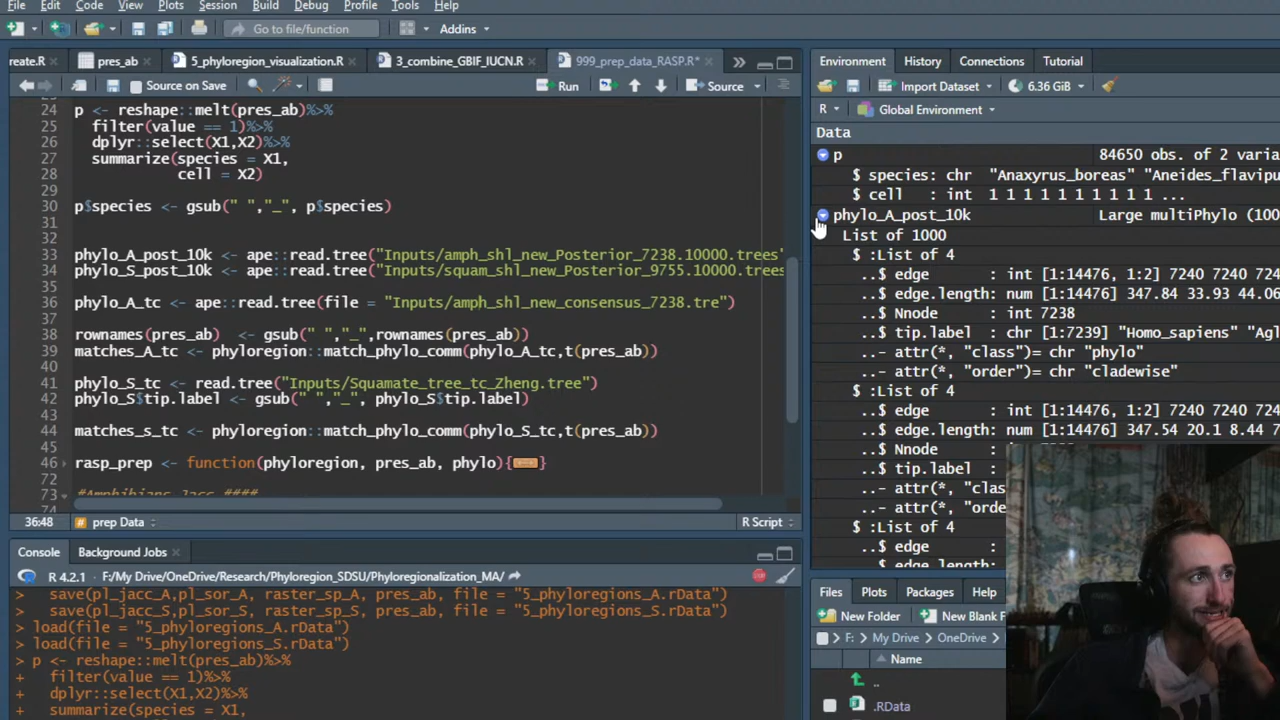 File Edit Code View Plots Session Build Debug Profile Tools Help
Go to file/function Addins
reate.R pres_ab 5_phyloregion_visualization.R 3_combine_GBIF_IUCN.R 999_prep_data_RASP.R*
Source on Save Run Source
24 p <- reshape::melt(pres_ab)%>%
25 filter(value == 1)%>%
26 dplyr::select(X1,X2)%>%
27 summarize(species = X1,
28 cell = X2)
29
30 p$species <- gsub(" ","_", p$species)
31
32
33 phylo_A_post_10k <- ape::read.tree("Inputs/amph_shl_new_Posterior_7238.10000.trees"
34 phylo_S_post_10k <- ape::read.tree("Inputs/squam_shl_new_Posterior_9755.10000.trees
35
36 phylo_A_tc <- ape::read.tree(file = "Inputs/amph_shl_new_consensus_7238.tre")
37
38 rownames(pres_ab) <- gsub(" ","_",rownames(pres_ab))
39 matches_A_tc <- phyloregion::match_phylo_comm(phylo_A_tc,t(pres_ab))
40
41 phylo_S_tc <- read.tree("Inputs/Squamate_tree_tc_Zheng.tree")
42 phylo_S$tip.label <- gsub(" ","_", phylo_S$tip.label)
43
44 matches_s_tc <- phyloregion::match_phylo_comm(phylo_S_tc,t(pres_ab))
45
46 rasp_prep <- function(phyloregion, pres_ab, phylo){}
72
73 #Amphibians Jacc ####
36:48 prep Data R Script
Console Background Jobs
R 4.2.1 · F:/My Drive/OneDrive/Research/Phyloregion_SDSU/Phyloregionalization_MA/
> save(pl_jacc_A,pl_sor_A, raster_sp_A, pres_ab, file = "5_phyloregions_A.rData")
> save(pl_jacc_S,pl_sor_S, raster_sp_S, pres_ab, file = "5_phyloregions_S.rData")
> load(file = "5_phyloregions_A.rData")
> load(file = "5_phyloregions_S.rData")
> p <- reshape::melt(pres_ab)%>%
+ filter(value == 1)%>%
+ dplyr::select(X1,X2)%>%
+ summarize(species = X1,
Environment History Connections Tutorial
Import Dataset 6.36 GiB
R Global Environment
Data
p 84650 obs. of 2 varia
$ species: chr "Anaxyrus_boreas" "Aneides_flavipu
$ cell : int 1 1 1 1 1 1 1 1 1 1 ...
phylo_A_post_10k Large multiPhylo (100
List of 1000
$ :List of 4
..$ edge : int [1:14476, 1:2] 7240 7240 7240
..$ edge.length: num [1:14476] 347.84 33.93 44.06
..$ Nnode : int 7238
..$ tip.label : chr [1:7239] "Homo_sapiens" "Agl
..- attr(*, "class")= chr "phylo"
..- attr(*, "order")= chr "cladewise"
$ :List of 4
..$ edge : int [1:14476, 1:2] 7240 7240 7240
..$ edge.length: num [1:14476] 347.54 20.1 8.44 7
..$ Nnode
..$ tip.label
..- attr(*, "clas
..- attr(*, "orde
$ :List of 4
..$ edge
..$ edge.length
Files Plots Packages Help
New Folder New Blank F
F: My Drive OneDrive
Name
..
.RData